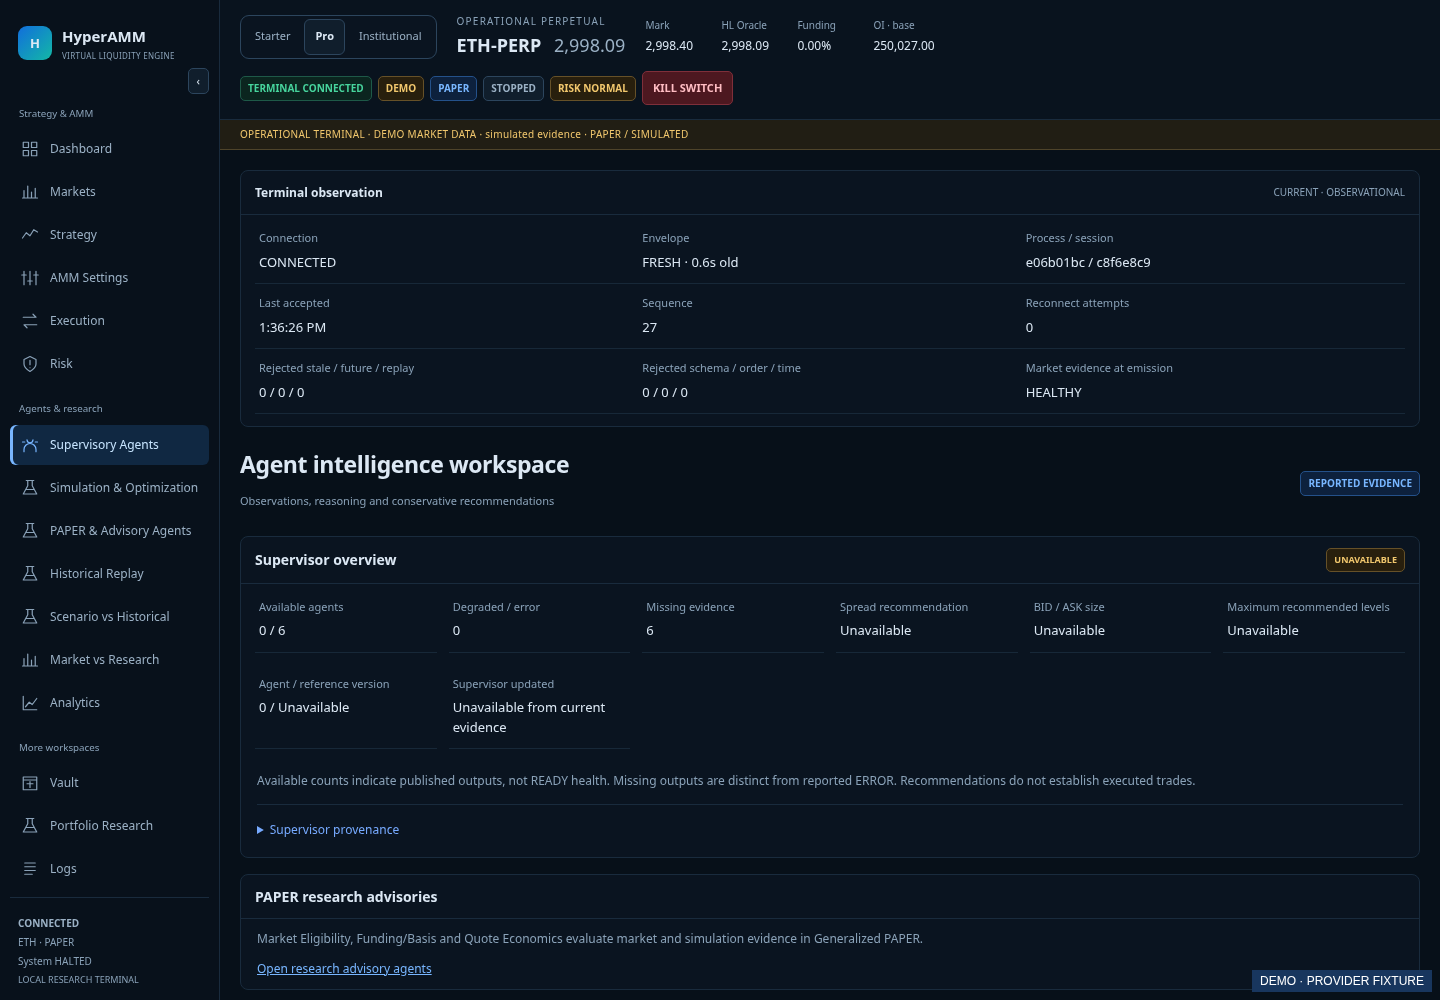 H
HyperAMM
VIRTUAL LIQUIDITY ENGINE
‹
Strategy & AMM
Dashboard
Markets
Strategy
AMM Settings
Execution
Risk
Agents & research
Supervisory Agents
Simulation & Optimization
PAPER & Advisory Agents
Historical Replay
Scenario vs Historical
Market vs Research
Analytics
More workspaces
Vault
Portfolio Research
Logs
CONNECTED
ETH · PAPER
System HALTED
LOCAL RESEARCH TERMINAL
Starter Pro Institutional
OPERATIONAL PERPETUAL
ETH-PERP 2,998.09
Mark
2,998.40
HL Oracle
2,998.09
Funding
0.00%
OI · base
250,027.00
TERMINAL CONNECTED DEMO PAPER STOPPED RISK NORMAL KILL SWITCH
OPERATIONAL TERMINAL · DEMO MARKET DATA · simulated evidence · PAPER / SIMULATED
Terminal observation
CURRENT · OBSERVATIONAL
Connection
CONNECTED
Envelope
FRESH · 0.6s old
Process / session
e06b01bc / c8f6e8c9
Last accepted
1:36:26 PM
Sequence
27
Reconnect attempts
0
Rejected stale / future / replay
0 / 0 / 0
Rejected schema / order / time
0 / 0 / 0
Market evidence at emission
HEALTHY
Agent intelligence workspace
Observations, reasoning and conservative recommendations
REPORTED EVIDENCE
Supervisor overview
UNAVAILABLE
Available agents
0 / 6
Degraded / error
0
Missing evidence
6
Spread recommendation
Unavailable
BID / ASK size
Unavailable
Maximum recommended levels
Unavailable
Agent / reference version
0 / Unavailable
Supervisor updated
Unavailable from current
evidence
Available counts indicate published outputs, not READY health. Missing outputs are distinct from reported ERROR. Recommendations do not establish executed trades.
▶ Supervisor provenance
PAPER research advisories
Market Eligibility, Funding/Basis and Quote Economics evaluate market and simulation evidence in Generalized PAPER.
Open research advisory agents
DEMO · PROVIDER FIXTURE